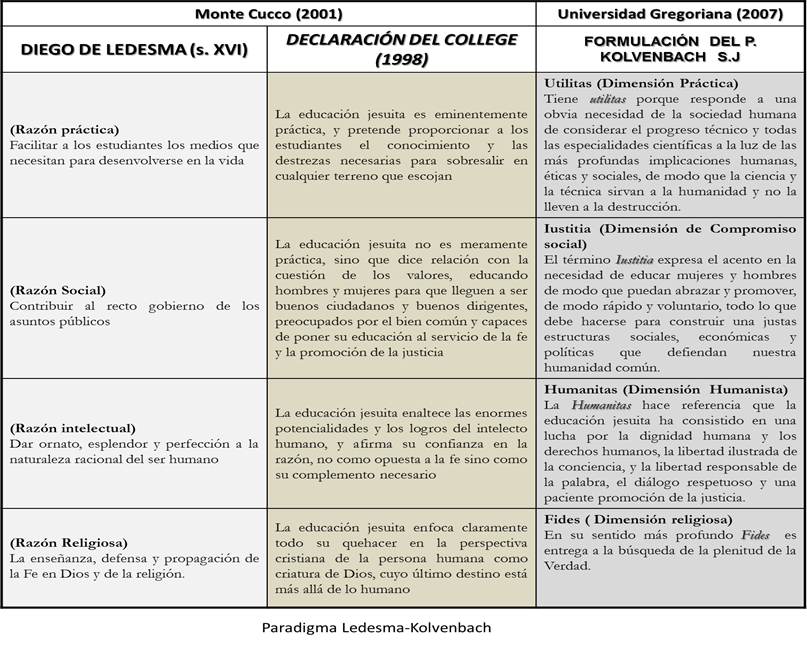 Monte Cucco (2001)
Universidad Gregoriana (2007)
DIEGO DE LEDESMA (s. XVI)
DECLARACIÓN DEL COLLEGE
(1998)
FORMULACIÓN DEL P.
KOLVENBACH S.J
(Razón práctica)
Facilitar a los estudiantes los medios que
necesitan para desenvolverse en la vida
La educación jesuita es eminentemente
práctica, y pretende proporcionar a los
estudiantes el conocimiento y las
destrezas necesarias para sobresalir en
cualquier terreno que escojan
Utilitas (Dimensión Práctica)
Tiene utilitas porque responde a una
obvia necesidad de la sociedad humana
de considerar el progreso técnico y todas
las especialidades científicas a la luz de las
más profundas implicaciones humanas,
éticas y sociales, de modo que la ciencia y
la técnica sirvan a la humanidad y no la
lleven a la destrucción.
(Razón Social)
Contribuir al recto gobierno de los
asuntos públicos
La educación jesuita no es meramente
práctica, sino que dice relación con la
cuestión de los valores, educando
hombres y mujeres para que lleguen a ser
buenos ciudadanos y buenos dirigentes,
preocupados por el bien común y capaces
de poner su educación al servicio de la fe
y la promoción de la justicia
Iustitia (Dimensión de Compromiso
social)
El término Iustitia expresa el acento en la
necesidad de educar mujeres y hombres
de modo que puedan abrazar y promover,
de modo rápido y voluntario, todo lo que
debe hacerse para construir una justas
estructuras sociales, económicas y
políticas que defiendan nuestra
humanidad común.
(Razón intelectual)
Dar ornato, esplendor y perfección a la
naturaleza racional del ser humano
La educación jesuita enaltece las enormes
potencialidades y los logros del intelecto
humano, y afirma su confianza en la
razón, no como opuesta a la fe sino como
su complemento necesario
Humanitas (Dimensión Humanista)
La Humanitas hace referencia que la
educación jesuita ha consistido en una
lucha por la dignidad humana y los
derechos humanos, la libertad ilustrada de
la conciencia, y la libertad responsable de
la palabra, el diálogo respetuoso y una
paciente promoción de la justicia.
(Razón Religiosa)
La enseñanza, defensa y propagación de
la Fe en Dios y de la religión.
La educación jesuita enfoca claramente
todo su quehacer en la perspectiva
cristiana de la persona humana como
criatura de Dios, cuyo último destino está
más allá de lo humano
Fides ( Dimensión religiosa)
En su sentido más profundo Fides es
entrega a la búsqueda de la plenitud de la
Verdad.
Paradigma Ledesma-Kolvenbach